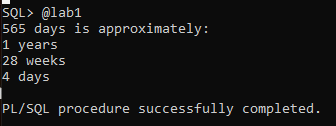 SQL> @lab1
565 days is approximately:
1 years
28 weeks
4 days
PL/SQL procedure successfully completed.